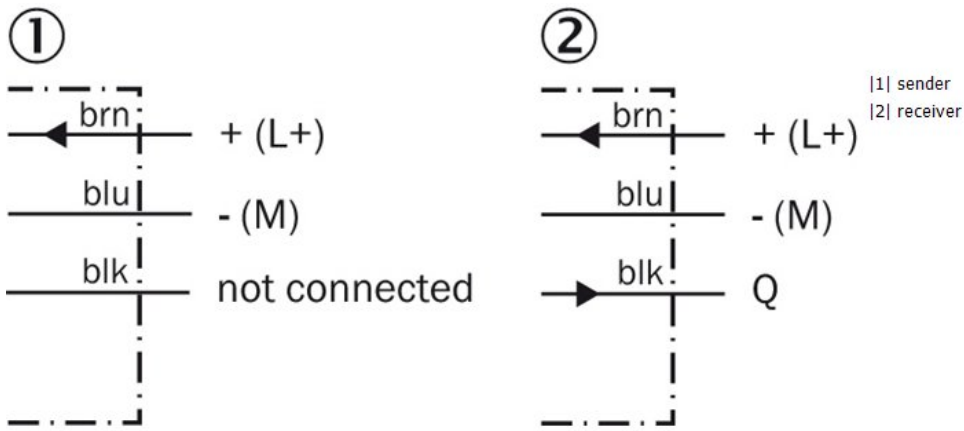 ①
brn
+ (L+)
blu
- (M)
blk
not connected
②
brn
+ (L+)
blu
- (M)
blk
Q
|1| sender
|2| receiver